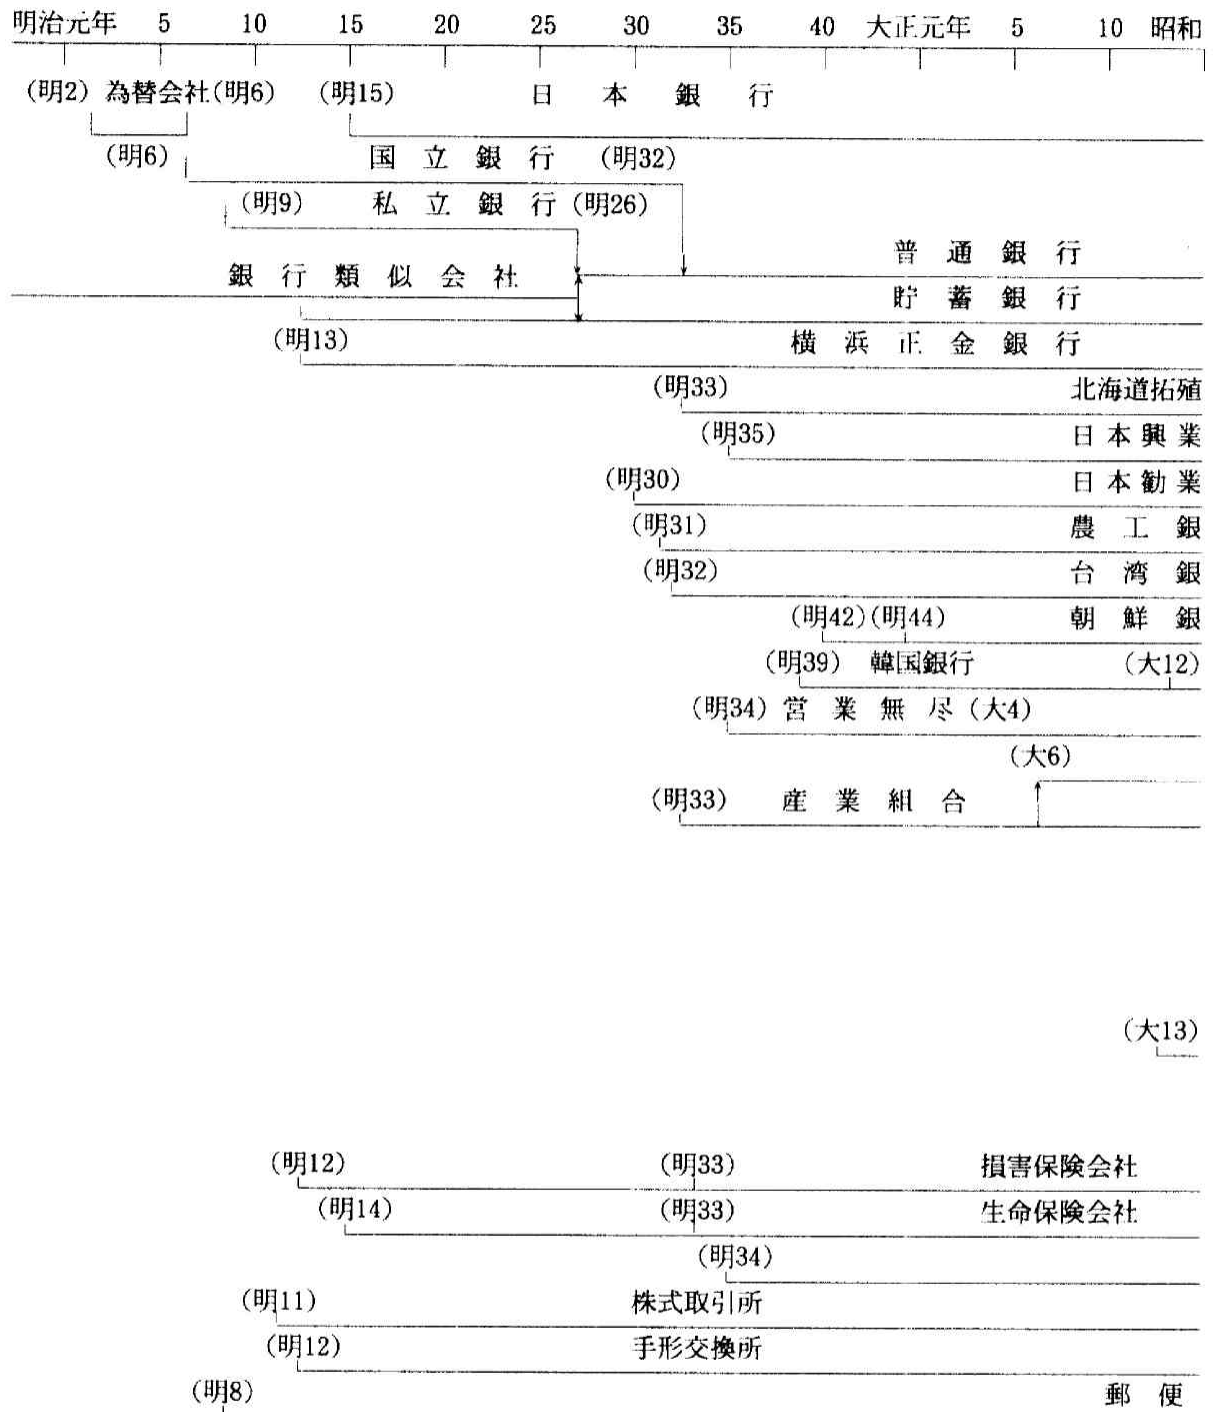 明治元年 5 10 15 20 25 30 35 40 大正元年 5 10 昭和
(明2) 為替会社(明6) (明15) 日本銀行
(明6) 国立銀行 (明32)
(明9) 私立銀行(明26)
普通銀行
銀行類似会社
貯蓄銀行
(明13) 横浜正金銀行
(明33) 北海道拓殖
(明35) 日本興業
(明30) 日本勧業
(明31) 農工銀
(明32) 台湾銀
(明42)(明44) 朝鮮銀
(明39) 韓国銀行 (大12)
(明34) 営業無尽(大4)
(大6)
(明33) 産業組合
(大13)
(明12) (明33) 損害保険会社
(明14) (明33) 生命保険会社
(明34)
(明11) 株式取引所
(明12) 手形交換所
(明8) 郵便